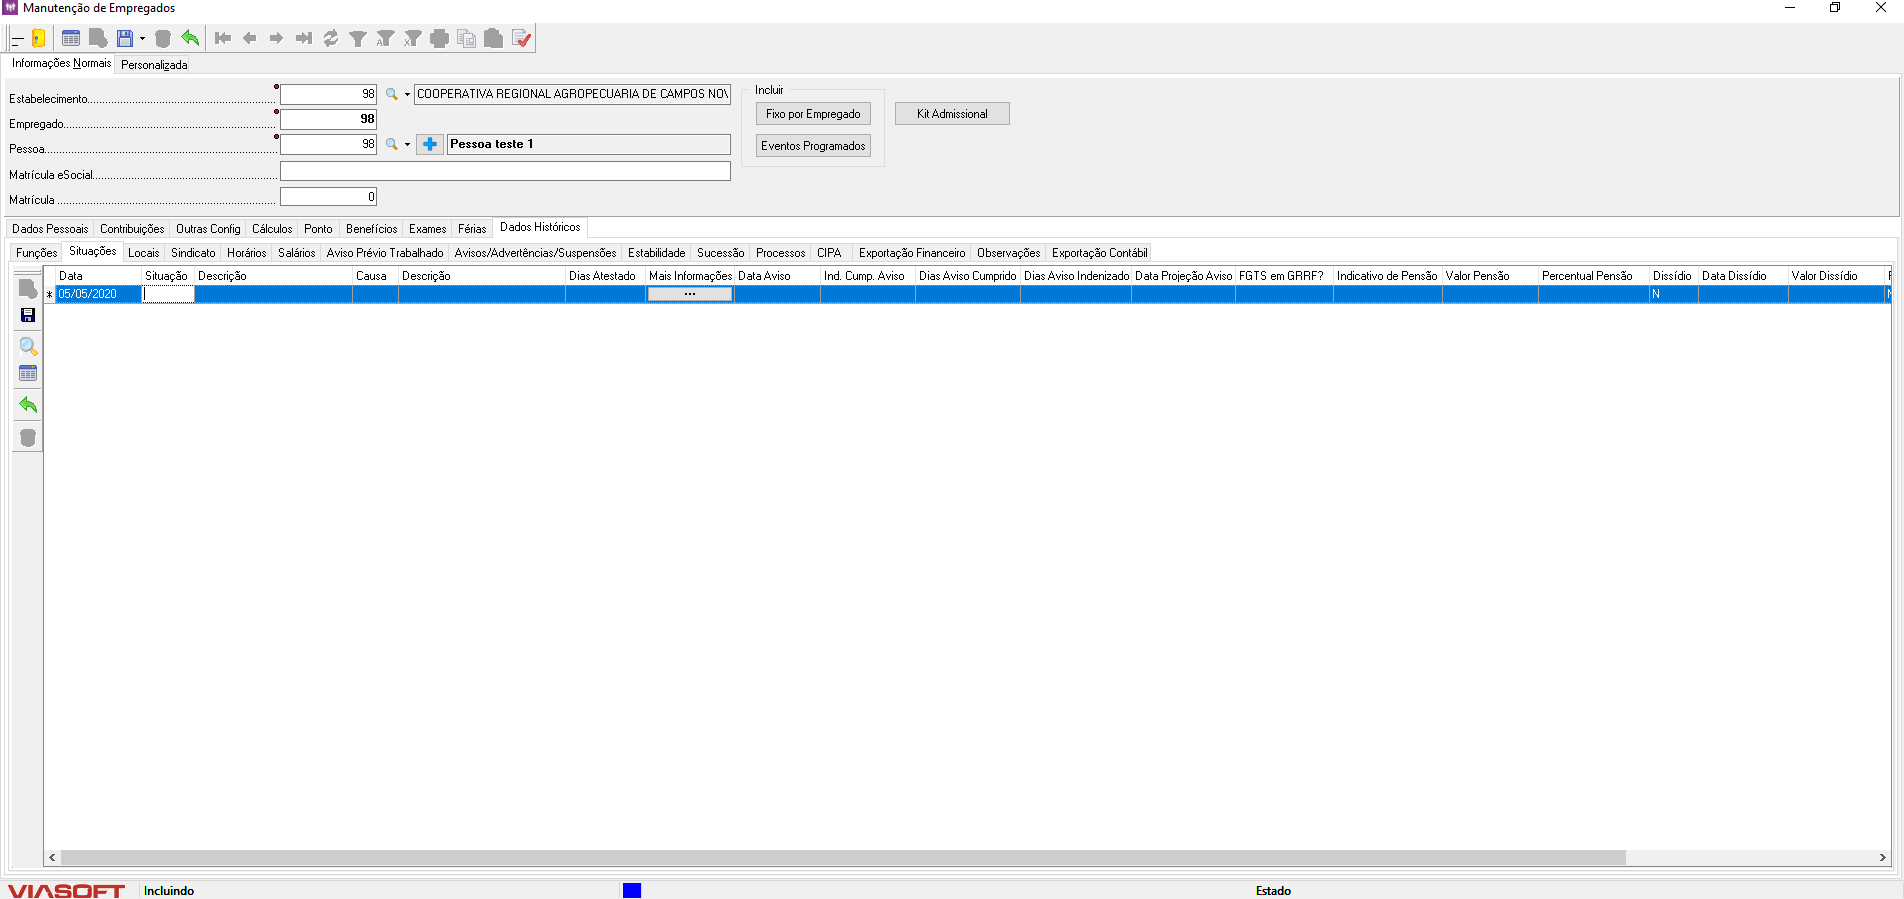 Manutenção de Empregados
Informações Normais Personalizada
Estabelecimento 98 COOPERATIVA REGIONAL AGROPECUARIA DE CAMPOS NOV
Empregado 98
Pessoa 98 Pessoa teste 1
Matrícula eSocial
Matrícula 0
Incluir
Fixo por Empregado
Eventos Programados
Kit Admissional
Dados Pessoais Contribuições Outras Config Cálculos Ponto Benefícios Exames Férias Dados Históricos
Funções Situações Locais Sindicato Horários Salários Aviso Prévio Trabalhado Avisos/Advertências/Suspensões Estabilidade Sucessão Processos CIPA Exportação Financeiro Observações Exportação Contábil
Data Situação Descrição Causa Descrição Dias Atestado Mais Informações Data Aviso Ind. Cump. Aviso Dias Aviso Cumprido Dias Aviso Indenizado Data Projeção Aviso FGTS em GRRF? Indicativo de Pensão Valor Pensão Percentual Pensão Dissídio Data Dissídio Valor Dissídio
* 05/05/2020 ... N
VIASOFT Incluindo Estado